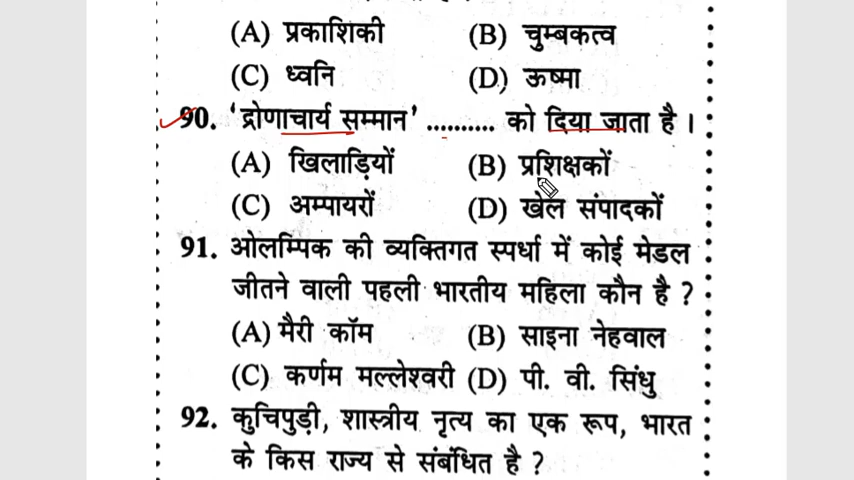 (A) प्रकाशिकी (B) चुम्बकत्व
(C) ध्वनि (D) ऊष्मा
90. 'द्रोणाचार्य सम्मान' .......... को दिया जाता है ।
(A) खिलाड़ियों (B) प्रशिक्षकों
(C) अम्पायरों (D) खेल संपादकों
91. ओलम्पिक की व्यक्तिगत स्पर्धा में कोई मेडल
जीतने वाली पहली भारतीय महिला कौन है ?
(A) मैरी कॉम (B) साइना नेहवाल
(C) कर्णम मल्लेश्वरी (D) पी. वी. सिंधु
92. कुचिपुड़ी, शास्त्रीय नृत्य का एक रूप, भारत
के किस राज्य से संबंधित है ?